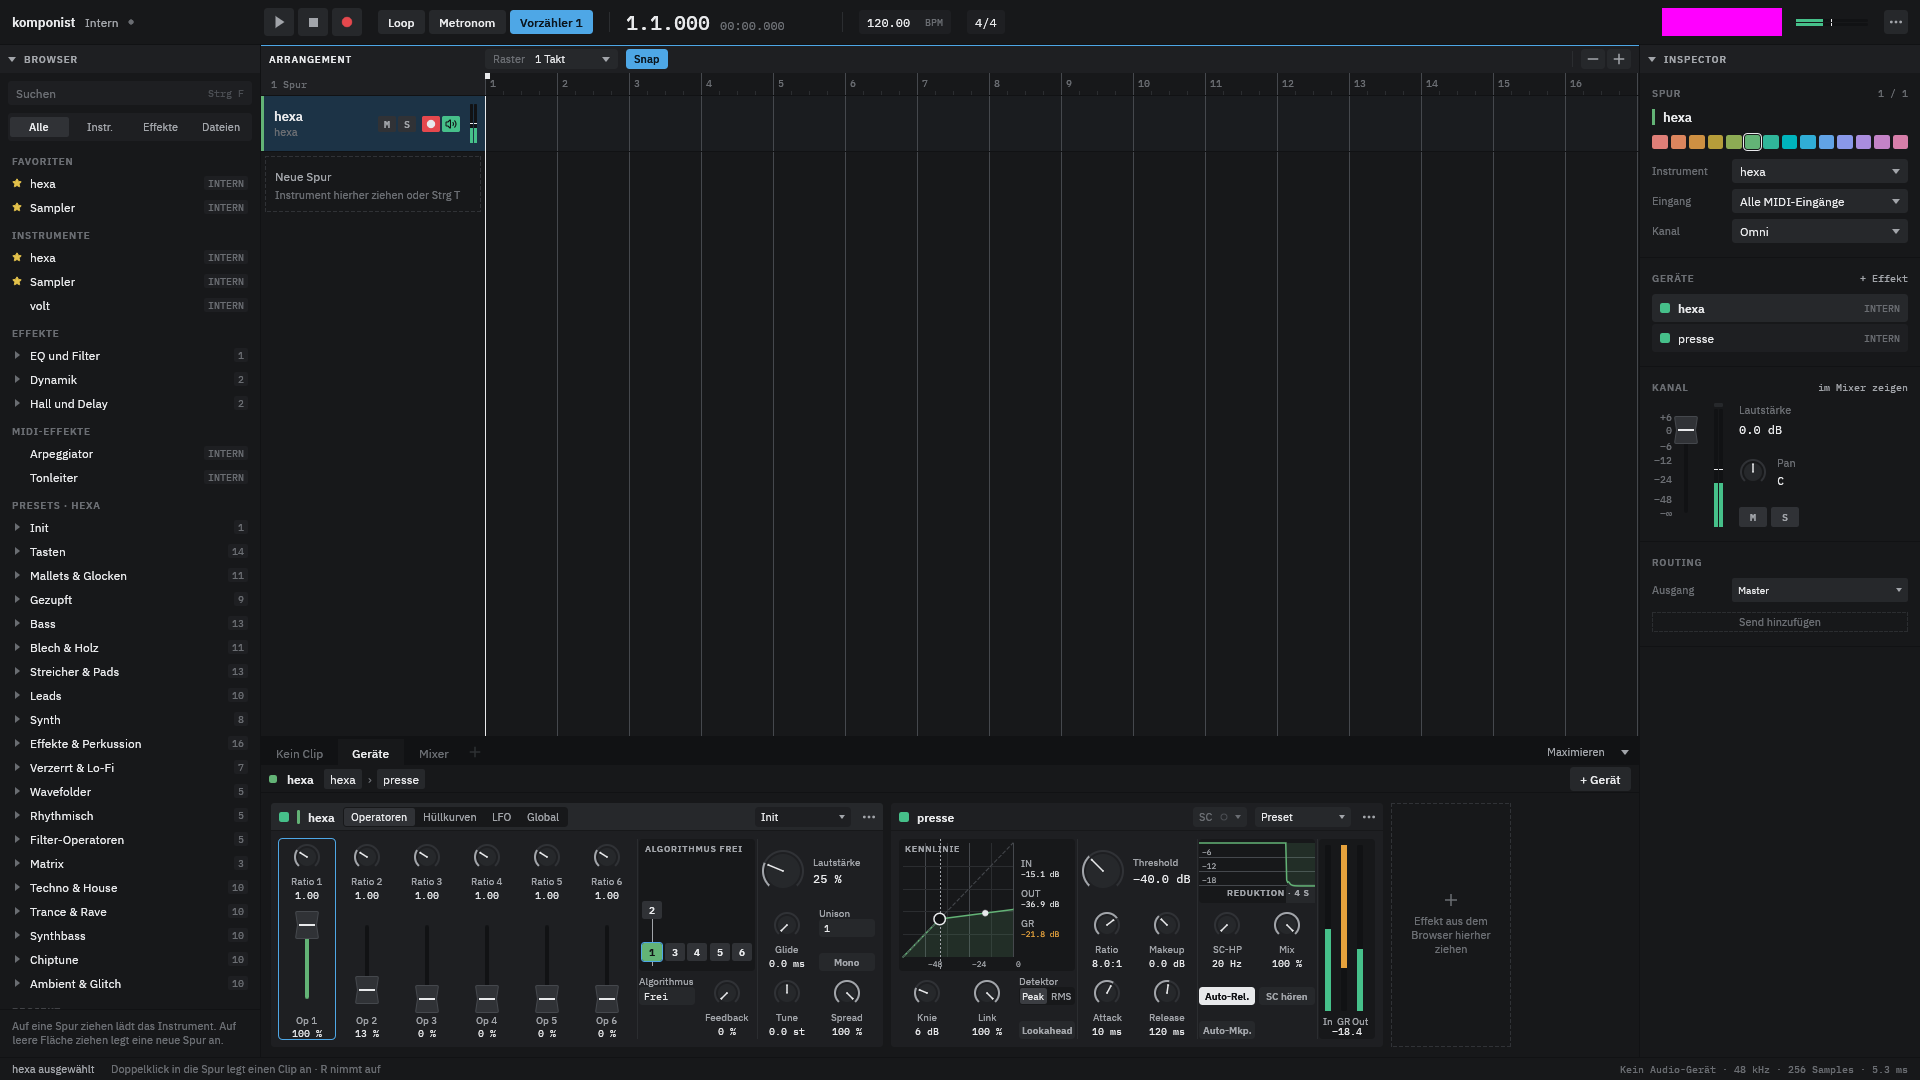 komponist Intern
Loop Metronom Vorzähler 1
1.1.000 00:00.000
120.00 BPM 4/4
BROWSER
Suchen Strg F
Alle Instr. Effekte Dateien
FAVORITEN
hexa INTERN
Sampler INTERN
INSTRUMENTE
hexa INTERN
Sampler INTERN
volt INTERN
EFFEKTE
EQ und Filter 1
Dynamik 2
Hall und Delay 2
MIDI-EFFEKTE
Arpeggiator INTERN
Tonleiter INTERN
PRESETS · HEXA
Init 1
Tasten 14
Mallets & Glocken 11
Gezupft 9
Bass 8
Blech & Holz 11
Streicher & Pads 13
Leads 10
Synth 8
Effekte & Perkussion 16
Verzerrt & Lo-Fi 7
Wavefolder 5
Rhythmisch 5
Filter-Operatoren 5
Matrix 3
Techno & House 10
Trance & Rave 10
Synthbass 10
Chiptune 10
Ambient & Glitch 10
Auf eine Spur ziehen lädt das Instrument. Auf
leere Fläche ziehen legt eine neue Spur an.
ARRANGEMENT Raster 1 Takt Snap
1 Spur 1 2 3 4 5 6 7 8 9 10 11 12 13 14 15 16
hexa
hexa
M S
Neue Spur
Instrument hierher ziehen oder Strg T
Kein Clip Geräte Mixer
Maximieren
hexa hexa › presse
+ Gerät
hexa Operatoren Hüllkurven LFO Global Init
Ratio 1 Ratio 2 Ratio 3 Ratio 4 Ratio 5 Ratio 6
1.00 1.00 1.00 1.00 1.00 1.00
Op 1 Op 2 Op 3 Op 4 Op 5 Op 6
100 % 13 % 0 % 0 % 0 % 0 %
ALGORITHMUS FREI
2
1 3 4 5 6
Algorithmus
Frei
Feedback
0 %
Lautstärke
25 %
Unison
1
Glide
0.0 ms
Mono
Tune
0.0 st
Spread
100 %
presse SC Preset
KENNLINIE
-48 -24 0
IN
-15.1 dB
OUT
-36.9 dB
GR
-21.8 dB
Knie
6 dB
Link
100 %
Detektor
Peak RMS
Lookahead
Threshold
-40.0 dB
Ratio
8.0:1
Makeup
0.0 dB
Attack
10 ms
Release
120 ms
-6
-12
-18
REDUKTION · 4 S
SC-HP
20 Hz
Mix
100 %
Auto-Rel. SC hören
Auto-Mkp.
In GR Out
-18.4
Effekt aus dem
Browser hierher
ziehen
INSPECTOR
SPUR 1 / 1
hexa
Instrument hexa
Eingang Alle MIDI-Eingänge
Kanal Omni
GERÄTE + Effekt
hexa INTERN
presse INTERN
KANAL im Mixer zeigen
+6
0
-6
-12
-24
-48
-∞
Lautstärke
0.0 dB
Pan
C
M S
ROUTING
Ausgang Master
Send hinzufügen
hexa ausgewählt Doppelklick in die Spur legt einen Clip an · R nimmt auf
Kein Audio-Gerät · 48 kHz · 256 Samples · 5.3 ms